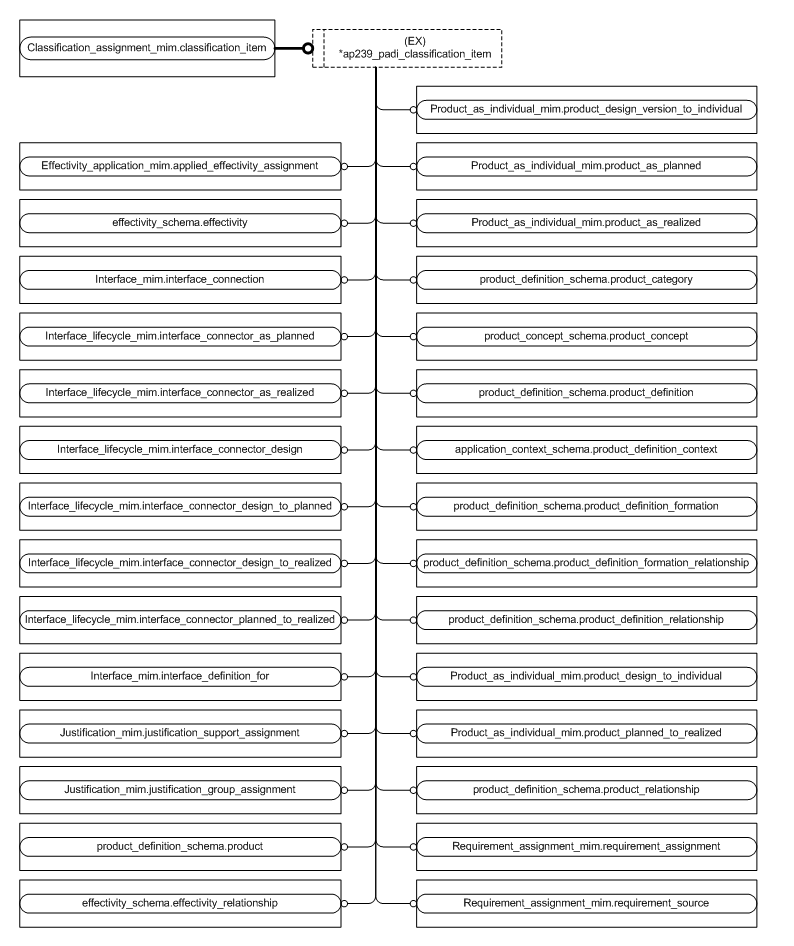 Classification_assignment_mim.classification_item
(EX)
*ap239_padi_classification_item
Product_as_individual_mim.product_design_version_to_individual
Effectivity_application_mim.applied_effectivity_assignment
Product_as_individual_mim.product_as_planned
effectivity_schema.effectivity
Product_as_individual_mim.product_as_realized
Interface_mim.interface_connection
product_definition_schema.product_category
Interface_lifecycle_mim.interface_connector_as_planned
product_concept_schema.product_concept
Interface_lifecycle_mim.interface_connector_as_realized
product_definition_schema.product_definition
Interface_lifecycle_mim.interface_connector_design
application_context_schema.product_definition_context
Interface_lifecycle_mim.interface_connector_design_to_planned
product_definition_schema.product_definition_formation
Interface_lifecycle_mim.interface_connector_design_to_realized
product_definition_schema.product_definition_formation_relationship
Interface_lifecycle_mim.interface_connector_planned_to_realized
product_definition_schema.product_definition_relationship
Interface_mim.interface_definition_for
Product_as_individual_mim.product_design_to_individual
Justification_mim.justification_support_assignment
Product_as_individual_mim.product_planned_to_realized
Justification_mim.justification_group_assignment
product_definition_schema.product_relationship
product_definition_schema.product
Requirement_assignment_mim.requirement_assignment
effectivity_schema.effectivity_relationship
Requirement_assignment_mim.requirement_source